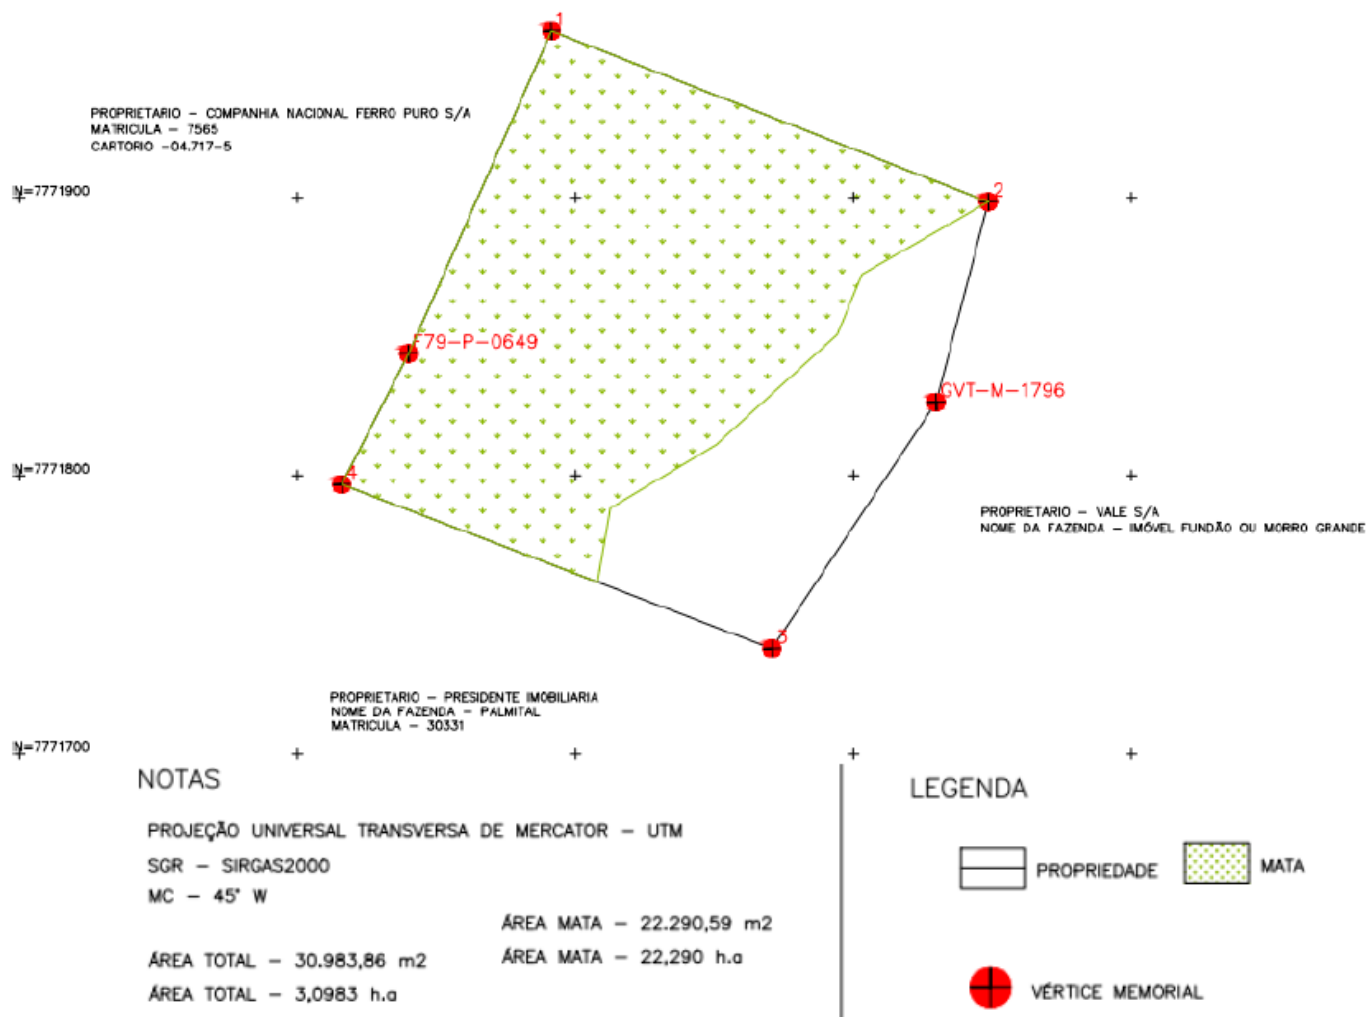 1
PROPRIETARIO - COMPANHIA NACIONAL FERRO PURO S/A
MATRICULA - 7565
CARTORIO -04.717-5
N=7771900
2
F79-P-0649
GVT-M-1796
N=7771800
4
PROPRIETARIO - VALE S/A
NOME DA FAZENDA - IMÓVEL FUNDÃO OU MORRO GRANDE
3
PROPRIETARIO - PRESIDENTE IMOBILIARIA
NOME DA FAZENDA - PALMITAL
MATRICULA - 30331
N=7771700
NOTAS
PROJEÇÃO UNIVERSAL TRANSVERSA DE MERCATOR - UTM
SGR - SIRGAS2000
MC - 45° W
ÁREA MATA - 22.290,59 m2
ÁREA TOTAL - 30.983,86 m2
ÁREA MATA - 22,290 h.a
ÁREA TOTAL - 3,0983 h.a
LEGENDA
PROPRIEDADE
MATA
VÉRTICE MEMORIAL